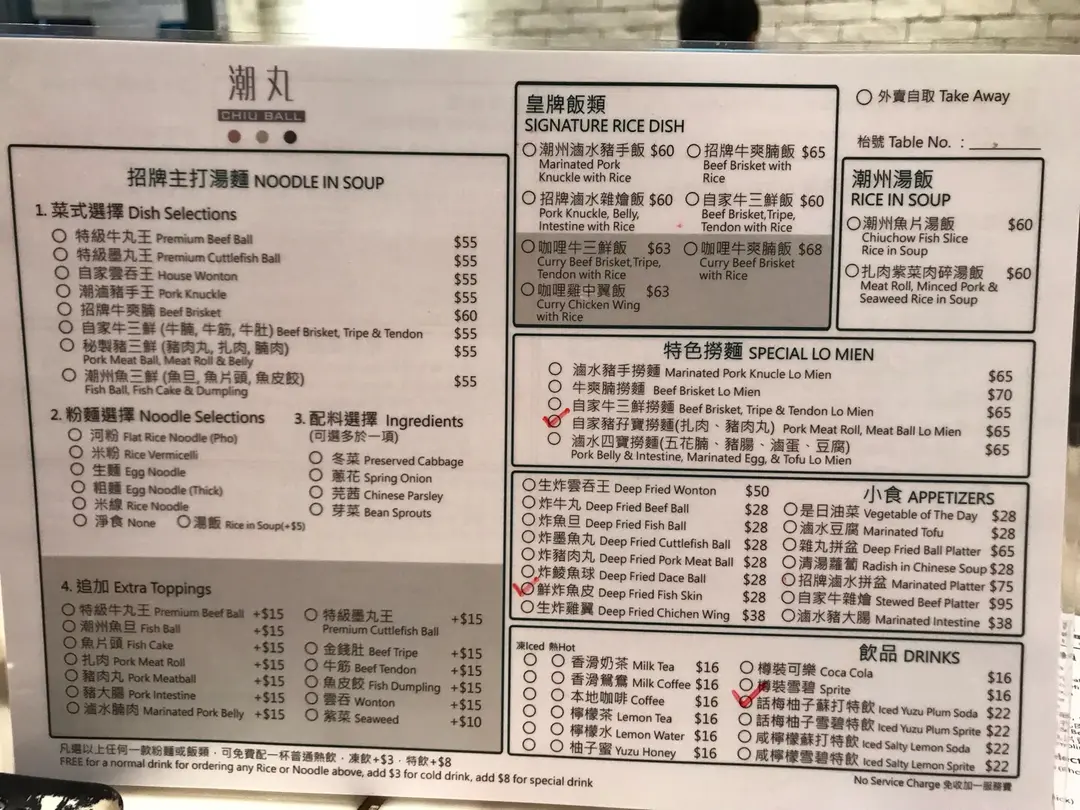 潮丸
CHIU BALL
招牌主打湯麵 NOODLE IN SOUP
1. 菜式選擇 Dish Selections
特級牛丸王 Premium Beef Ball $55
特級墨丸王 Premium Cuttlefish Ball $55
自家雲吞王 House Wonton $55
潮滷豬手王 Pork Knuckle $55
招牌牛爽腩 Beef Brisket $60
自家牛三鮮 (牛腩, 牛筋, 牛肚) Beef Brisket, Tripe & Tendon $55
秘製豬三鮮 (豬肉丸, 扎肉, 腩肉) $55
Pork Meat Ball, Meat Roll & Belly
潮州魚三鮮 (魚旦, 魚片頭, 魚皮餃) $55
Fish Ball, Fish Cake & Dumpling
2. 粉麵選擇 Noodle Selections
河粉 Flat Rice Noodle (Pho)
米粉 Rice Vermicelli
生麵 Egg Noodle
粗麵 Egg Noodle (Thick)
米線 Rice Noodle
淨食 None 湯飯 Rice in Soup(+$5)
3. 配料選擇 Ingredients
(可選多於一項)
冬菜 Preserved Cabbage
蔥花 Spring Onion
芫茜 Chinese Parsley
芽菜 Bean Sprouts
4. 追加 Extra Toppings
特級牛丸王 Premium Beef Ball +$15
潮州魚旦 Fish Ball +$15
魚片頭 Fish Cake +$15
扎肉 Pork Meat Roll +$15
豬肉丸 Pork Meatball +$15
豬大腸 Pork Intestine +$15
滷水腩肉 Marinated Pork Belly +$15
特級墨丸王 +$15
Premium Cuttlefish Ball
金錢肚 Beef Tripe +$15
牛筋 Beef Tendon +$15
魚皮餃 Fish Dumpling +$15
雲吞 Wonton +$15
紫菜 Seaweed +$10
凡選以上任何一款粉麵或飯類，可免費配一杯普通熱飲，凍飲+$3，特飲+$8
FREE for a normal drink for ordering any Rice or Noodle above, add $3 for cold drink, add $8 for special drink
皇牌飯類
SIGNATURE RICE DISH
潮州滷水豬手飯 $60
Marinated Pork
Knuckle with Rice
招牌牛爽腩飯 $65
Beef Brisket with
Rice
招牌滷水雜燴飯 $60
Pork Knuckle, Belly,
Intestine with Rice
自家牛三鮮飯 $60
Beef Brisket,Tripe,
Tendon with Rice
咖哩牛三鮮飯 $63
Curry Beef Brisket,Tripe,
Tendon with Rice
咖哩牛爽腩飯 $68
Curry Beef Brisket
with Rice
咖哩雞中翼飯 $63
Curry Chicken Wing
with Rice
外賣自取 Take Away
枱號 Table No. :
潮州湯飯
RICE IN SOUP
潮州魚片湯飯 $60
Chiuchow Fish Slice
Rice in Soup
扎肉紫菜肉碎湯飯 $60
Meat Roll, Minced Pork &
Seaweed Rice in Soup
特色撈麵 SPECIAL LO MIEN
滷水豬手撈麵 Marinated Pork Knucle Lo Mien $65
牛爽腩撈麵 Beef Brisket Lo Mien $70
自家牛三鮮撈麵 Beef Brisket, Tripe & Tendon Lo Mien $65
自家豬孖寶撈麵(扎肉、豬肉丸) Pork Meat Roll, Meat Ball Lo Mien $65
滷水四寶撈麵(五花腩、豬腸、滷蛋、豆腐) $65
Pork Belly & Intestine, Marinated Egg, & Tofu Lo Mien
小食 APPETIZERS
生炸雲吞王 Deep Fried Wonton $50
炸牛丸 Deep Fried Beef Ball $28
炸魚旦 Deep Fried Fish Ball $28
炸墨魚丸 Deep Fried Cuttlefish Ball $28
炸豬肉丸 Deep Fried Pork Meat Ball $28
炸鯪魚球 Deep Fried Dace Ball $28
鮮炸魚皮 Deep Fried Fish Skin $28
生炸雞翼 Deep Fried Chichen Wing $38
是日油菜 Vegetable of The Day $28
滷水豆腐 Marinated Tofu $28
雜丸拼盆 Deep Fried Ball Platter $65
清湯蘿蔔 Radish in Chinese Soup $28
招牌滷水拼盆 Marinated Platter $75
自家牛雜燴 Stewed Beef Platter $95
滷水豬大腸 Marinated Intestine $38
飲品 DRINKS
凍Iced 熱Hot
香滑奶茶 Milk Tea $16
香滑鴛鴦 Milk Coffee $16
本地咖啡 Coffee $16
檸檬茶 Lemon Tea $16
檸檬水 Lemon Water $16
柚子蜜 Yuzu Honey $16
樽裝可樂 Coca Cola $16
樽裝雪碧 Sprite $16
話梅柚子蘇打特飲 Iced Yuzu Plum Soda $22
話梅柚子雪碧特飲 Iced Yuzu Plum Sprite $22
咸檸檬蘇打特飲 Iced Salty Lemon Soda $22
咸檸檬雪碧特飲 Iced Salty Lemon Sprite $22
No Service Charge 免收加一服務費